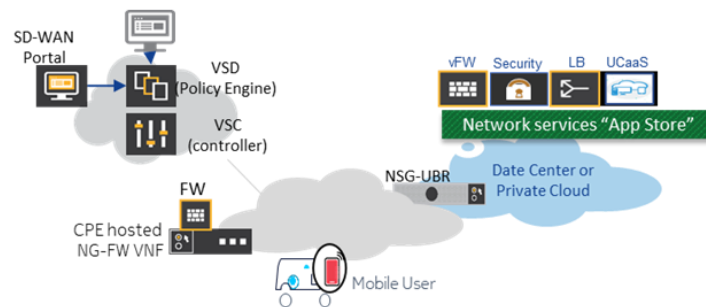 SD-WAN
Portal
VSD
(Policy Engine)
VSC
(controller)
vFW
Security
LB
UCaaS
Network services “App Store”
NSG-UBR
Date Center or
Private Cloud
FW
CPE hosted
NG-FW VNF
Mobile User